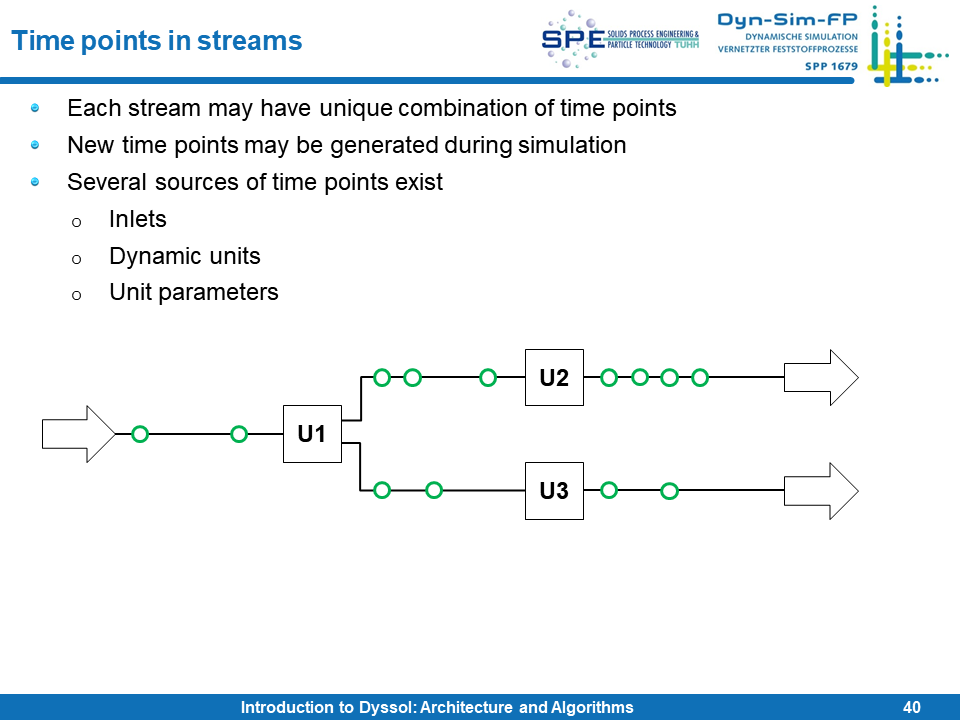 Time points in streams
SPE SOLIDS PROCESS ENGINEERING &
PARTICLE TECHNOLOGY TUHH
Dyn-Sim-FP
DYNAMISCHE SIMULATION
VERNETZTER FESTSTOFFPROZESSE
SPP 1679
Each stream may have unique combination of time points
New time points may be generated during simulation
Several sources of time points exist
Inlets
Dynamic units
Unit parameters
U2
U1
U3
Introduction to Dyssol: Architecture and Algorithms
40